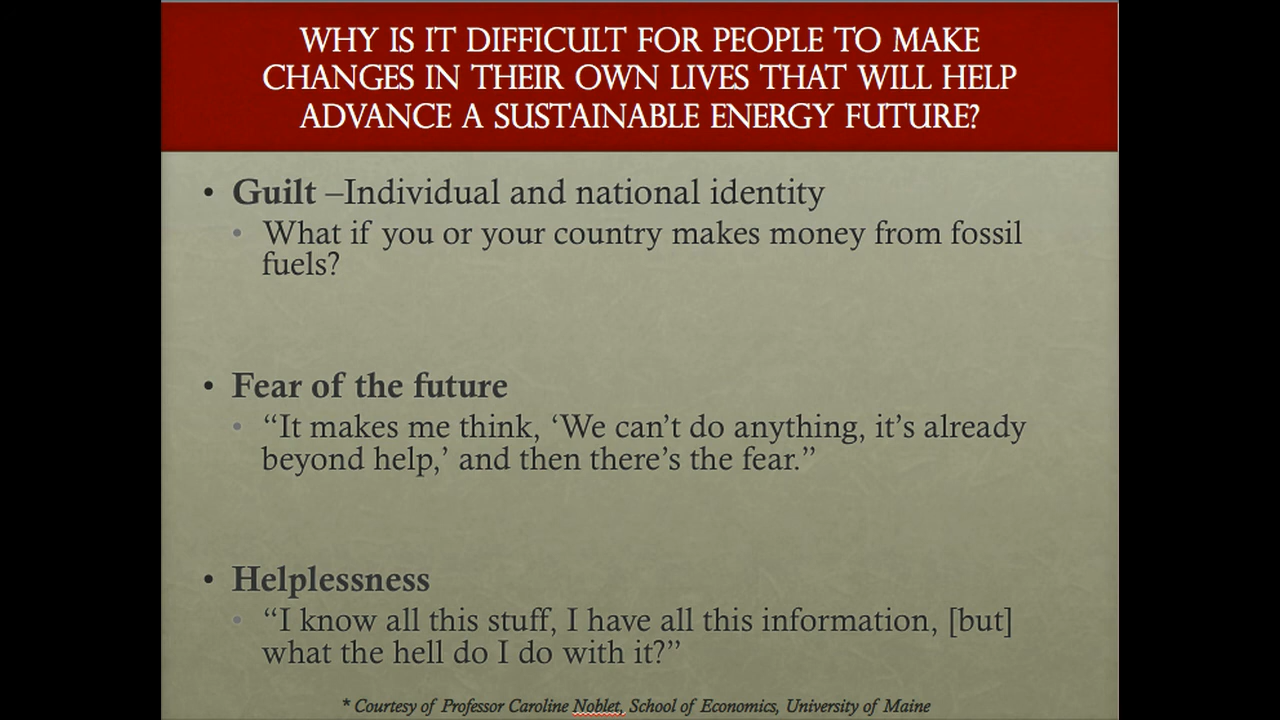 WHY IS IT DIFFICULT FOR PEOPLE TO MAKE
CHANGES IN THEIR OWN LIVES THAT WILL HELP
ADVANCE A SUSTAINABLE ENERGY FUTURE?
• Guilt –Individual and national identity
• What if you or your country makes money from fossil
fuels?
• Fear of the future
• “It makes me think, ‘We can’t do anything, it’s already
beyond help,’ and then there’s the fear.”
• Helplessness
• “I know all this stuff, I have all this information, [but]
what the hell do I do with it?”
* Courtesy of Professor Caroline Noblet, School of Economics, University of Maine